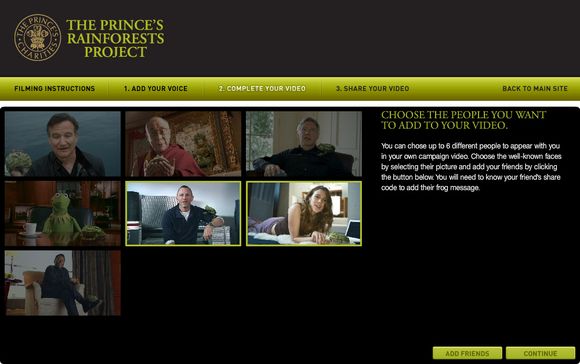 THE PRINCE'S
CHARITIES
THE PRINCE'S
RAINFORESTS
PROJECT
FILMING INSTRUCTIONS
1. ADD YOUR VOICE
2. COMPLETE YOUR VIDEO
3. SHARE YOUR VIDEO
BACK TO MAIN SITE
CHOOSE THE PEOPLE YOU WANT
TO ADD TO YOUR VIDEO.
You can chose up to 6 different people to appear with you
in your own campaign video. Choose the well-known faces
by selecting their picture and add your friends by clicking
the button below. You will need to know your friend's share
code to add their frog message.
ADD FRIENDS
CONTINUE